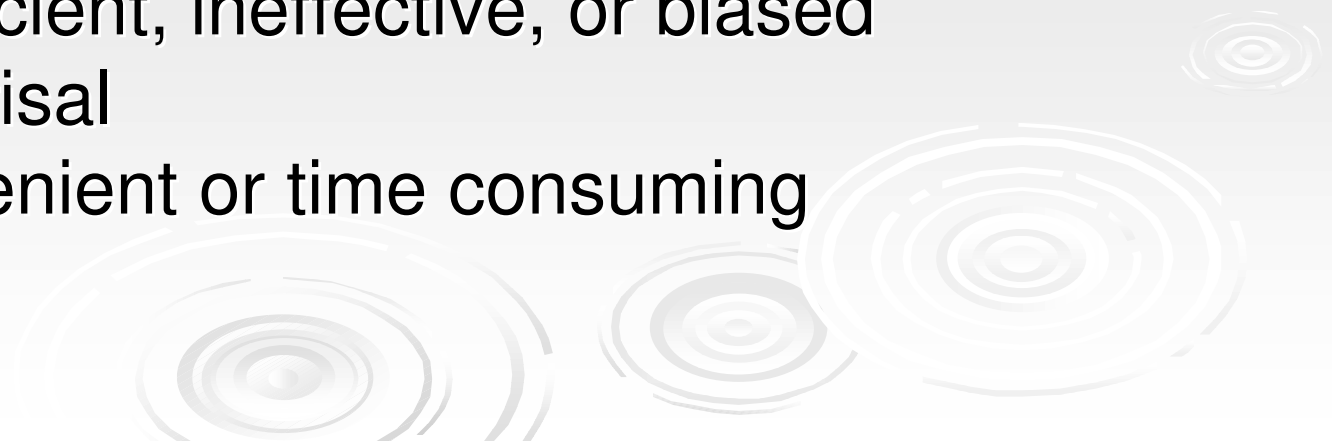 cient, ineffective, or biased
isal
enient or time consuming